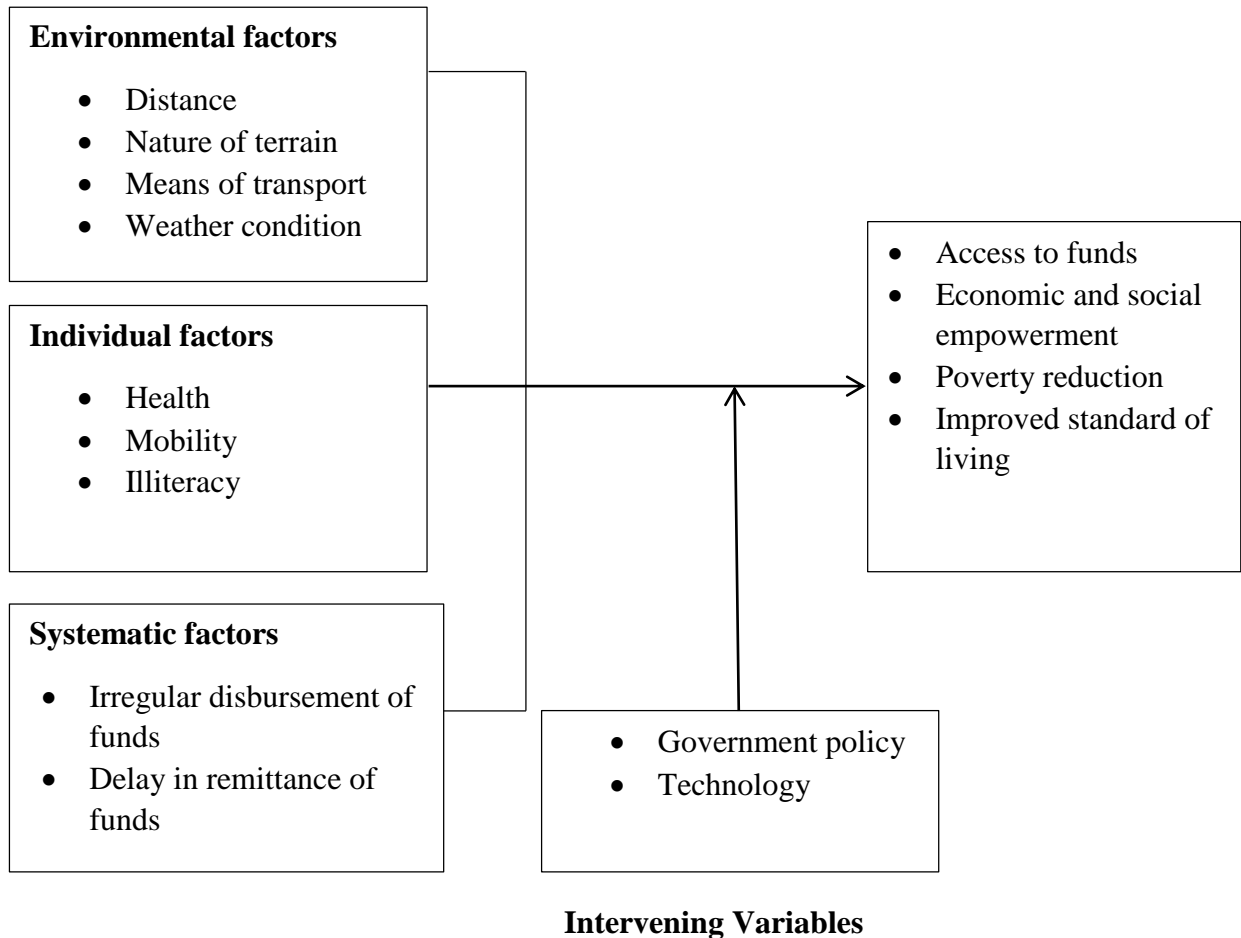 Environmental factors
• Distance
• Nature of terrain
• Means of transport
• Weather condition
Individual factors
• Health
• Mobility
• Illiteracy
Systematic factors
• Irregular disbursement of
funds
• Delay in remittance of
funds
• Government policy
• Technology
Intervening Variables
• Access to funds
• Economic and social
empowerment
• Poverty reduction
• Improved standard of
living